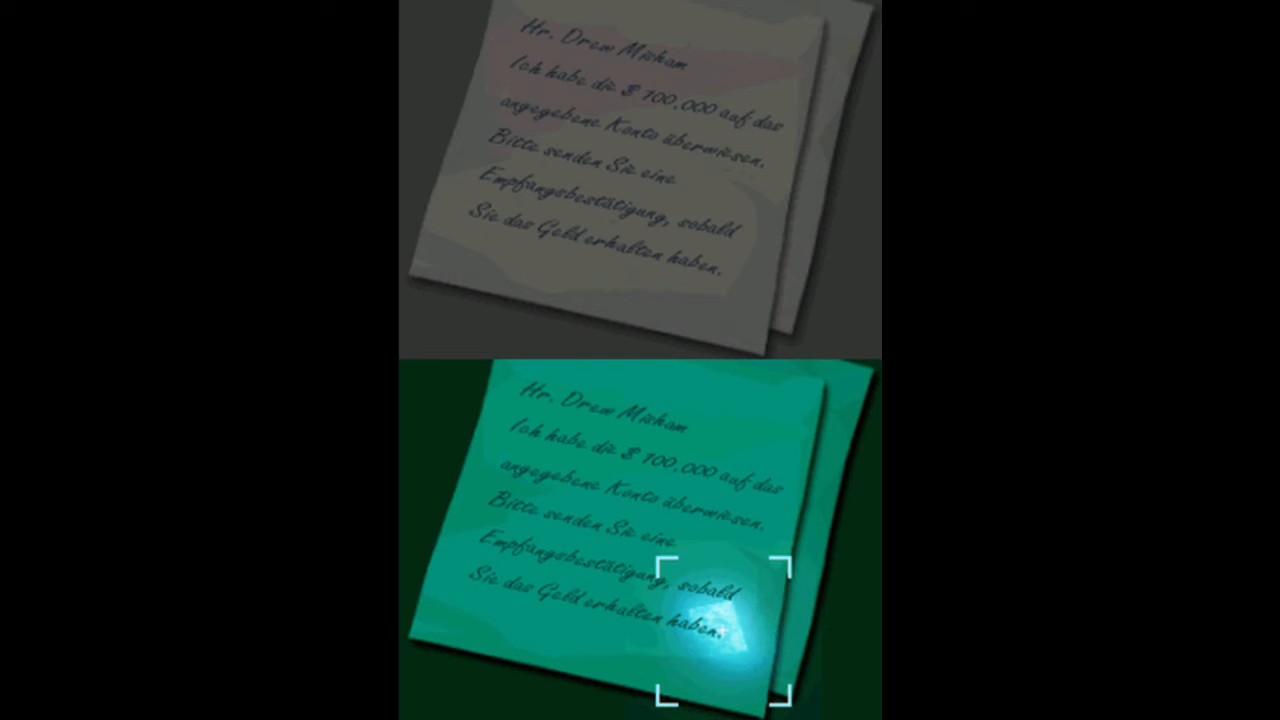 Hr. Drew Misham
Ich habe die $ 100,000 auf das
angegebene Konto überwiesen.
Bitte senden Sie eine
Empfangsbestätigung, sobald
Sie das Geld erhalten haben.
Hr. Drew Misham
Ich habe die $ 100,000 auf das
angegebene Konto überwiesen.
Bitte senden Sie eine
Empfangsbestätigung, sobald
Sie das Geld erhalten haben.